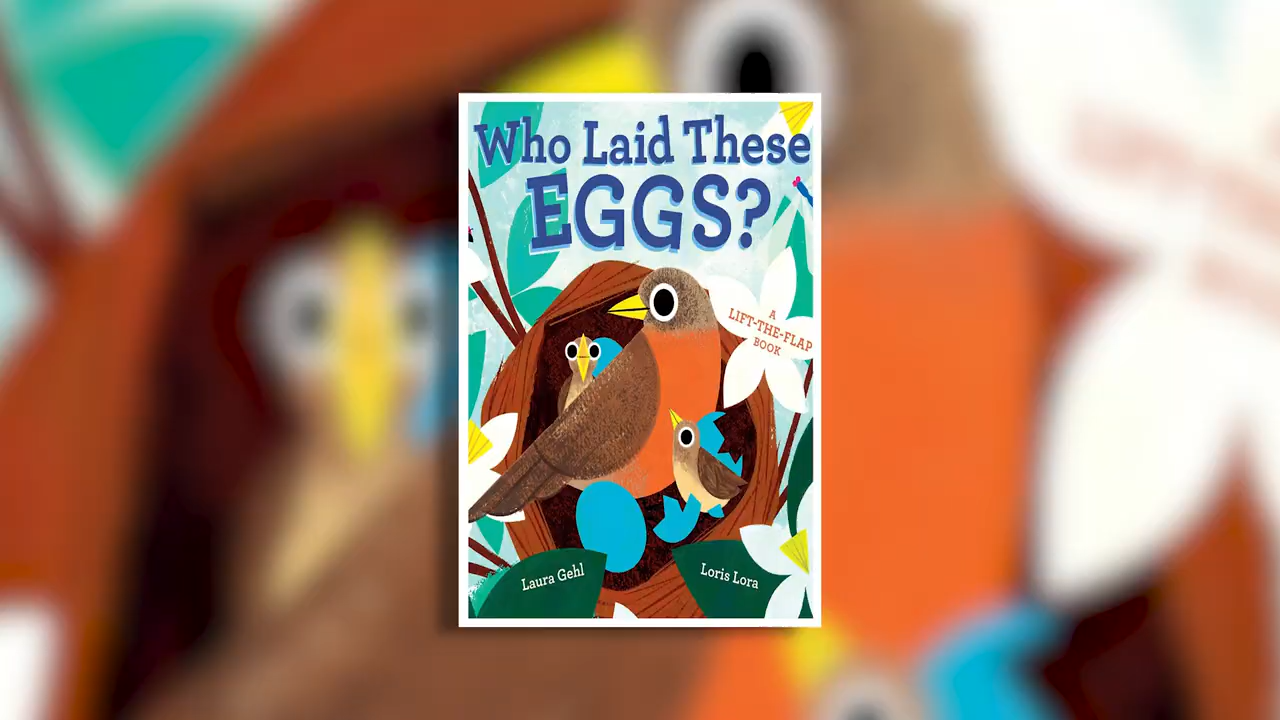 Who Laid These
EGGS?
A
LIFT-THE-FLAP
BOOK
Laura Gehl
Loris Lora